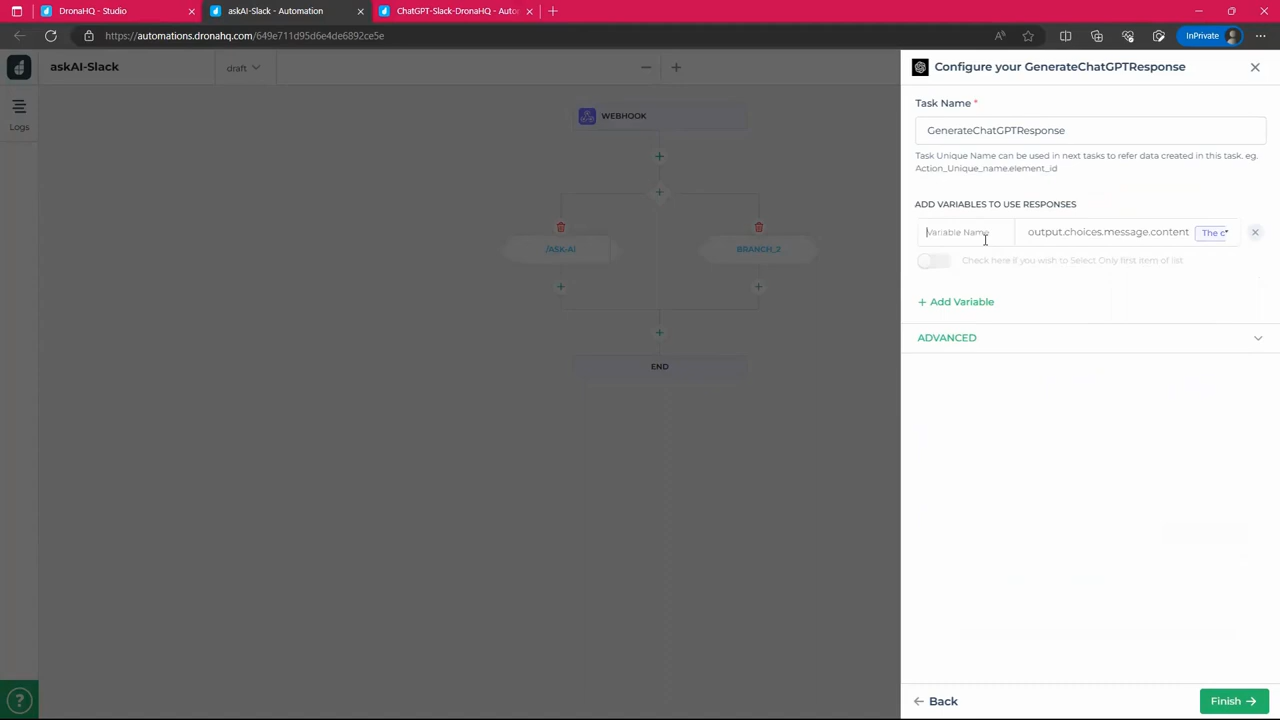 DronaHQ - Studio
askAI-Slack - Automation
ChatGPT-Slack-DronaHQ - Auto
https://automations.dronahq.com/649e711d95d6e4de6892ce5e
InPrivate
askAI-Slack
draft
Logs
WEBHOOK
/ASK-AI
BRANCH_2
END
Configure your GenerateChatGPTResponse
Task Name *
GenerateChatGPTResponse
Task Unique Name can be used in next tasks to refer data created in this task. eg.
Action_Unique_name.element_id
ADD VARIABLES TO USE RESPONSES
Variable Name
output.choices.message.content
The c
Check here if you wish to Select Only first item of list
+ Add Variable
ADVANCED
Back
Finish